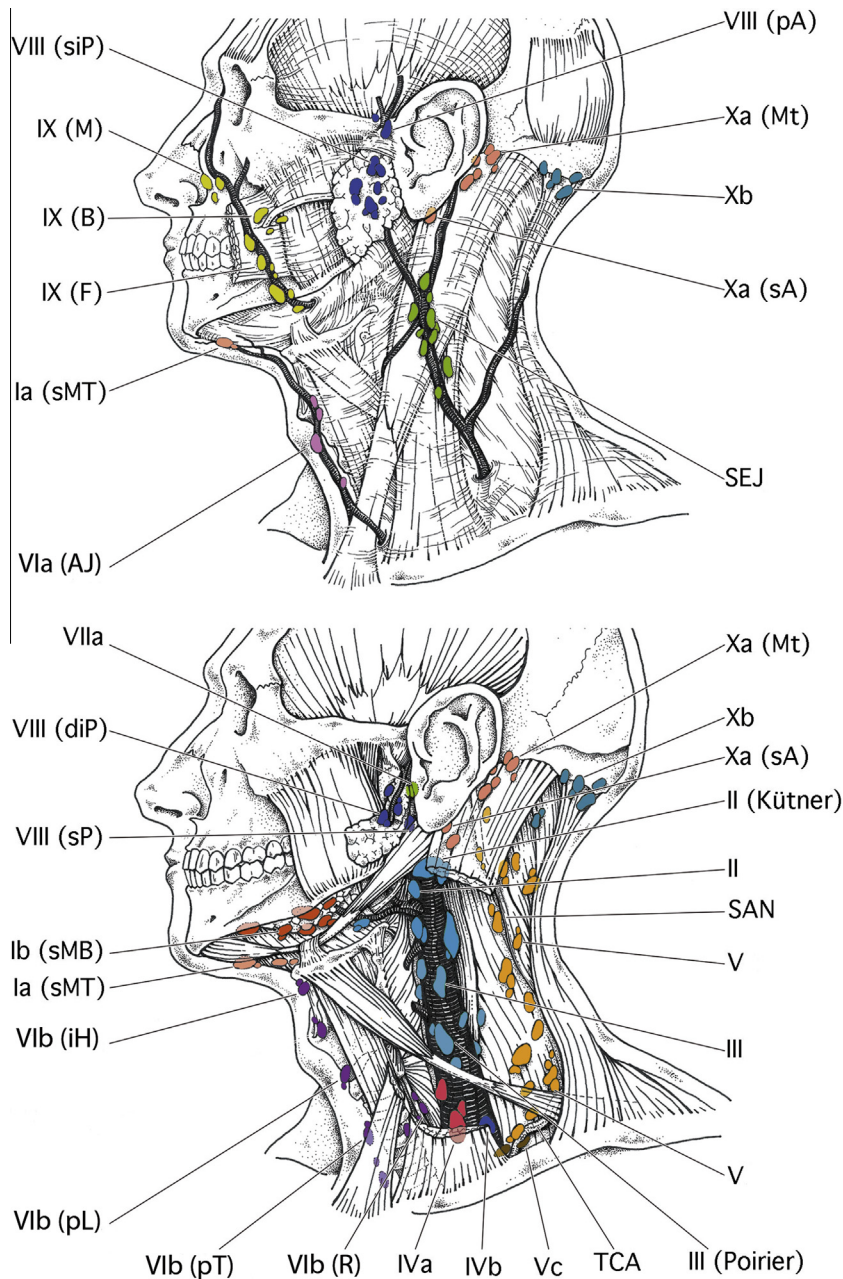 VIII (siP)
VIII (pA)
IX (M)
Xa (Mt)
Xb
IX (B)
IX (F)
Xa (sA)
Ia (sMT)
SEJ
VIa (AJ)
VIIa
Xa (Mt)
VIII (diP)
Xb
Xa (sA)
II (Kütner)
VIII (sP)
II
SAN
Ib (sMB)
V
Ia (sMT)
VIb (iH)
III
V
VIb (pL)
VIb (pT)
VIb (R)
IVa
IVb
Vc
TCA
III (Poirier)